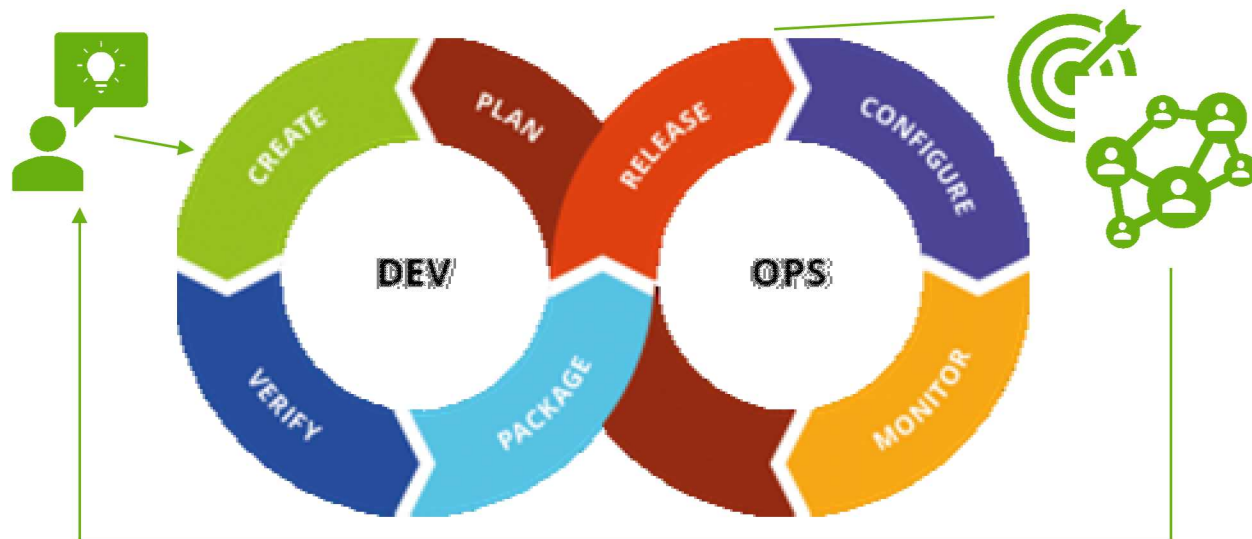 CREATE
PLAN
RELEASE
CONFIGURE
DEV
OPS
VERIFY
PACKAGE
MONITOR